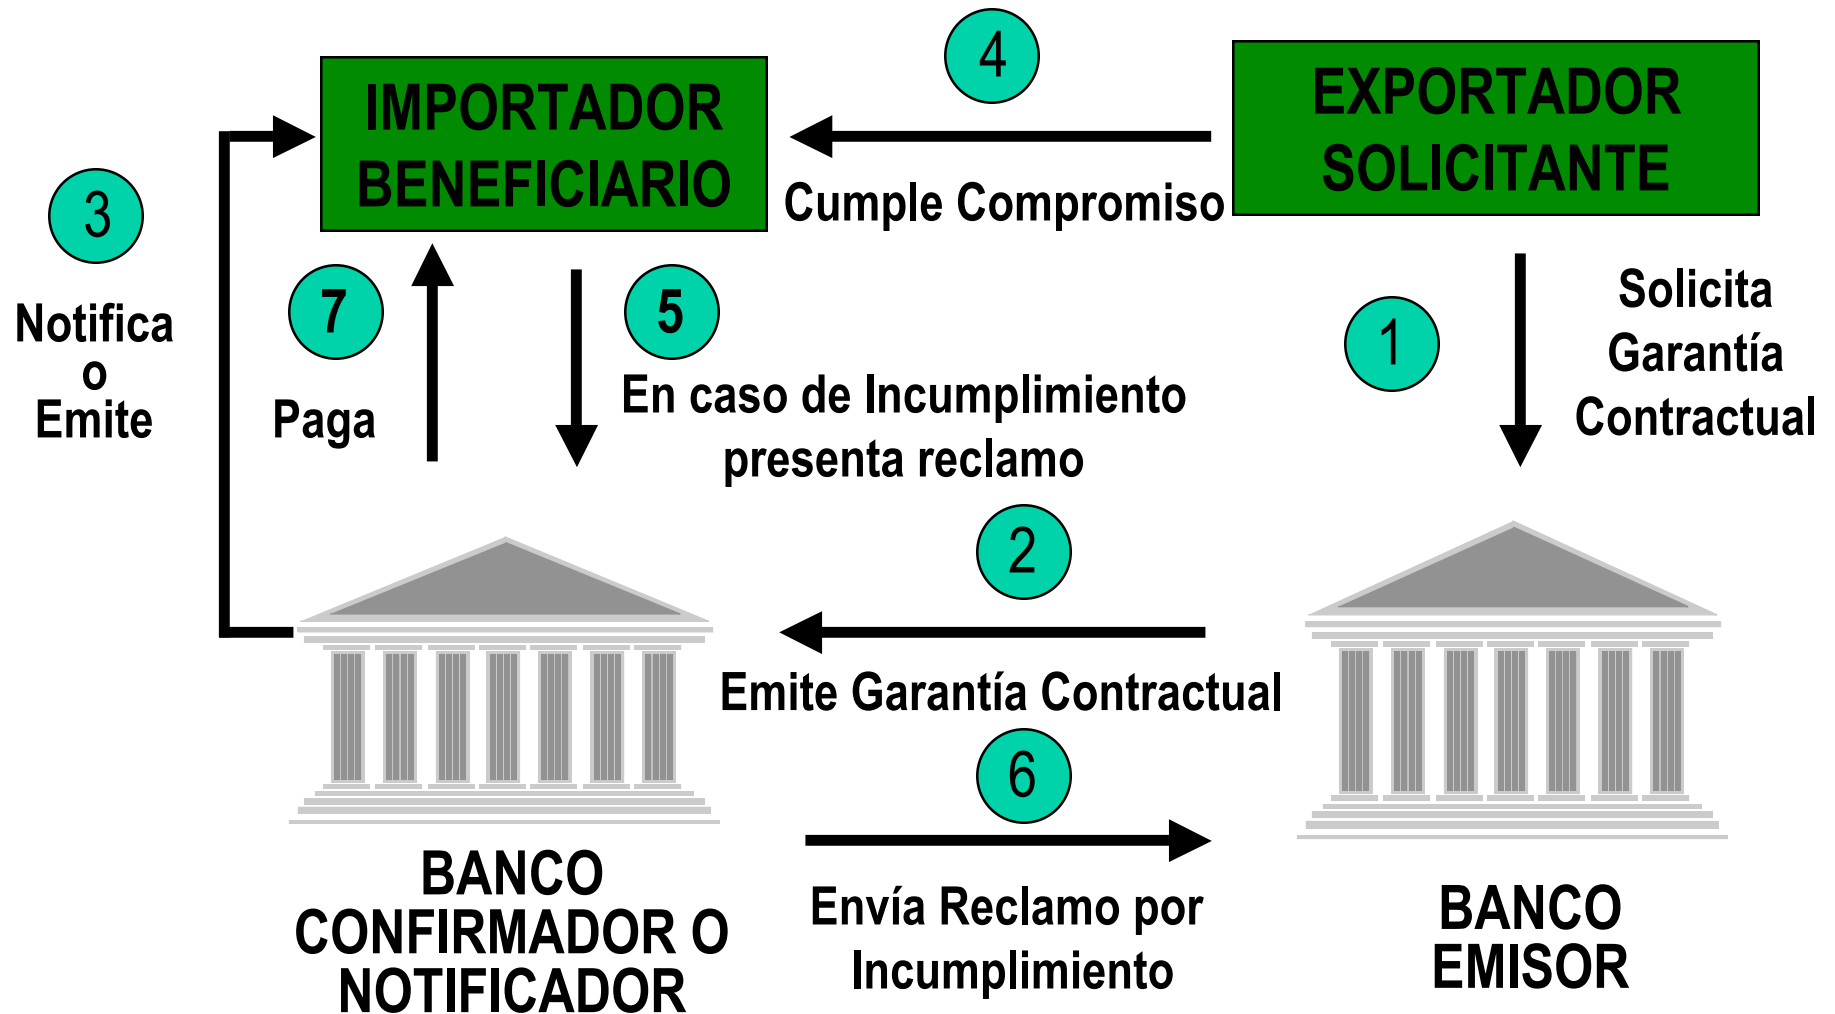 4
IMPORTADOR
BENEFICIARIO
EXPORTADOR
SOLICITANTE
Cumple Compromiso
3
Notifica
o
Emite
7
Paga
5
En caso de Incumplimiento
presenta reclamo
1
Solicita
Garantía
Contractual
2
Emite Garantía Contractual
6
Envía Reclamo por
Incumplimiento
BANCO
CONFIRMADOR O
NOTIFICADOR
BANCO
EMISOR